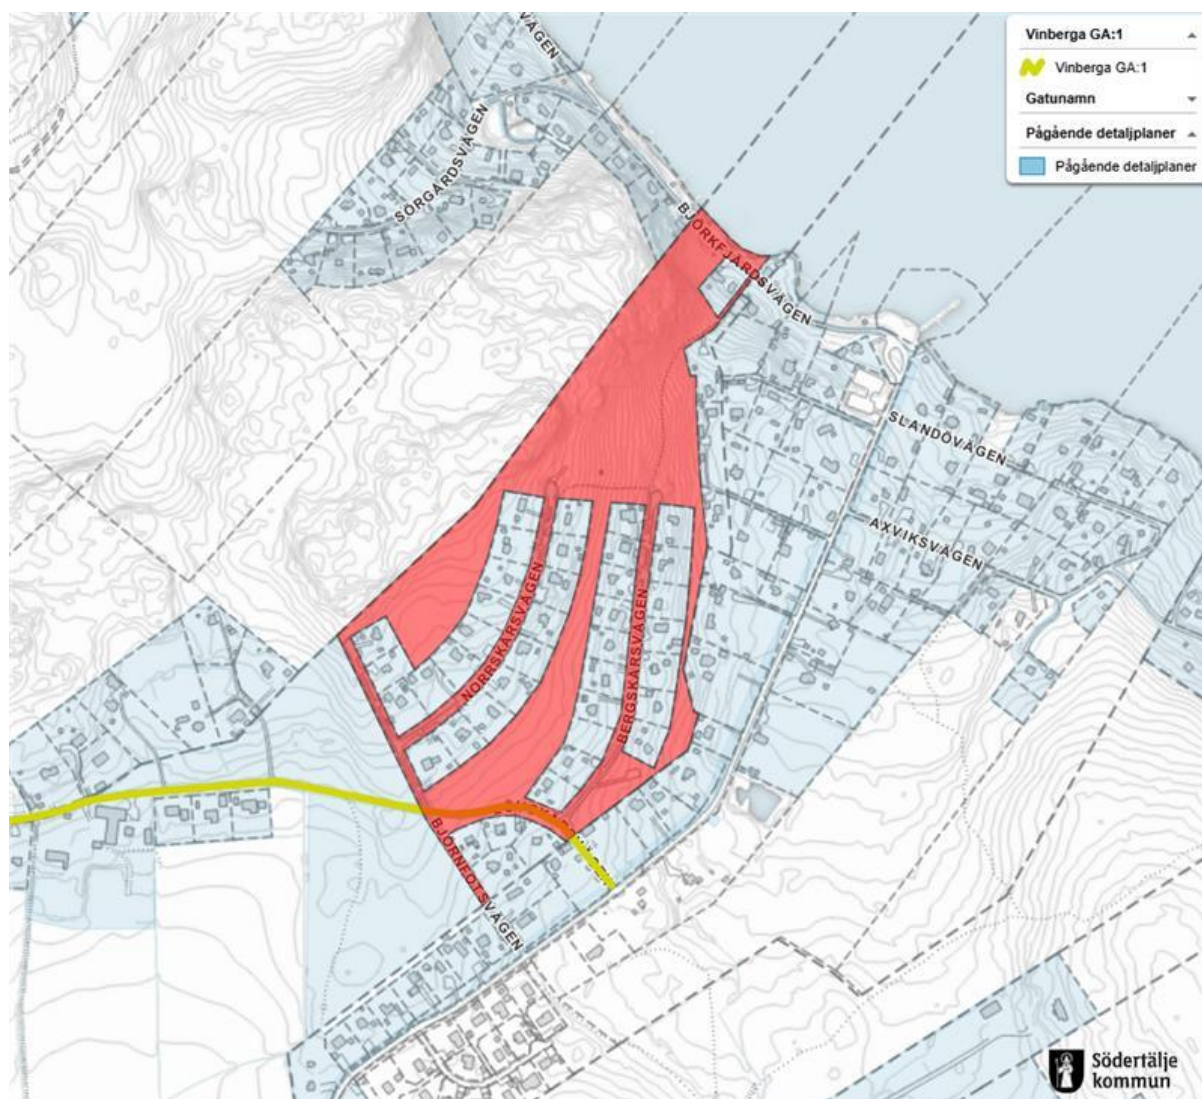 VÄGEN
Vinberga GA:1
Vinberga GA:1
Gatunamn
Pågående detaljplaner
Pågående detaljplaner
SÖRGÅRDSVÄGEN
BJÖRKFJÄRDSVÄGEN
SLANDÖVÄGEN
AXVIKSVÄGEN
NORRSKÄRSVÄGEN
BERGSKÄRSVÄGEN
BJÖRNFOTSVÄGEN
Södertälje
kommun